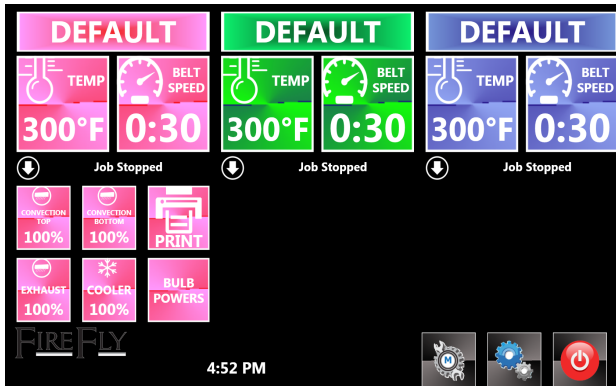 DEFAULT
DEFAULT
DEFAULT
TEMP
BELT
SPEED
TEMP
BELT
SPEED
TEMP
BELT
SPEED
300°F
0:30
300°F
0:30
300°F
0:30
Job Stopped
Job Stopped
Job Stopped
CONVECTION
TOP
100%
CONVECTION
BOTTOM
100%
PRINT
EXHAUST
100%
COOLER
100%
BULB
POWERS
FIREFLY
4:52 PM
M